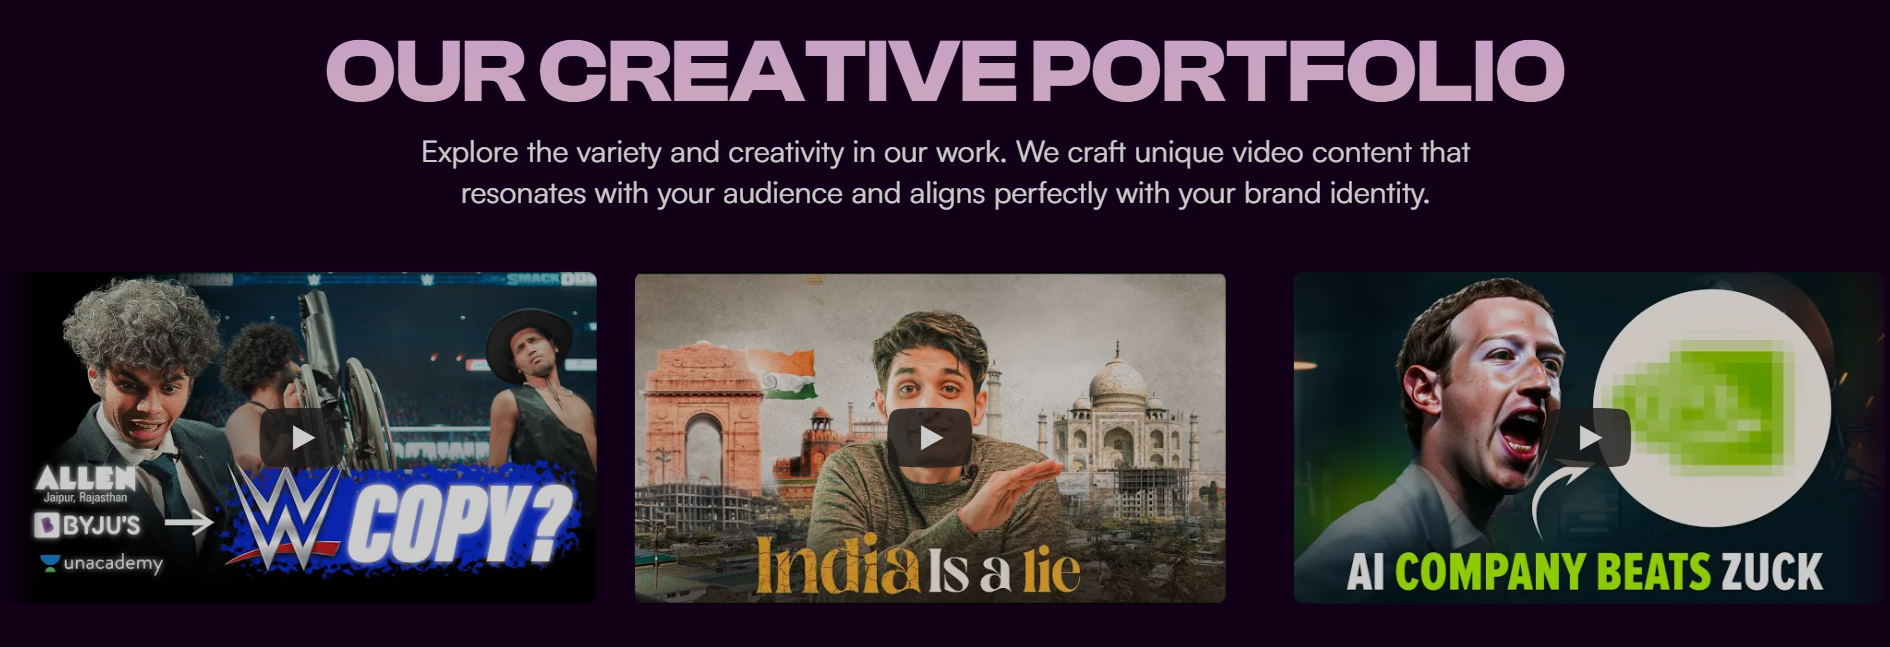 OUR CREATIVE PORTFOLIO
Explore the variety and creativity in our work. We craft unique video content that
resonates with your audience and aligns perfectly with your brand identity.
SMACK
ALLEN
Jaipur, Rajasthan
BYJU'S
unacademy
W COPY?
India Is a lie
AI COMPANY BEATS ZUCK